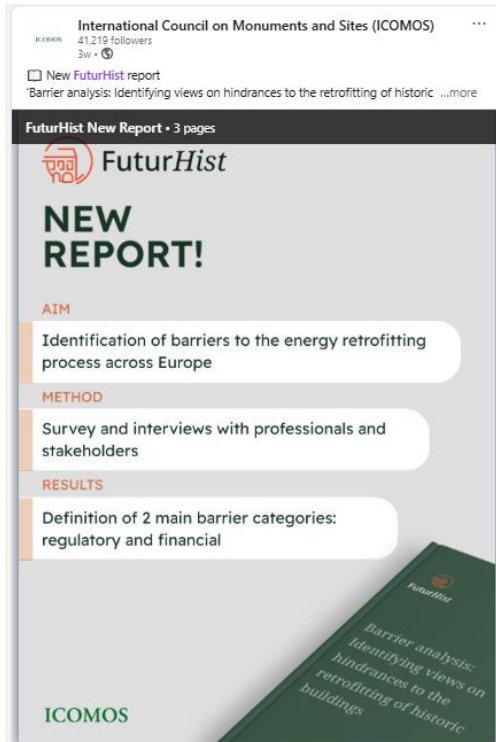 International Council on Monuments and Sites (ICOMOS)
ICOMOS
41,219 followers
3w •
New FuturHist report
'Barrier analysis: Identifying views on hindrances to the retrofitting of historic ...more
FuturHist New Report • 3 pages
FuturHist
NEW
REPORT!
AIM
Identification of barriers to the energy retrofitting
process across Europe
METHOD
Survey and interviews with professionals and
stakeholders
RESULTS
Definition of 2 main barrier categories:
regulatory and financial
FuturHist
Barrier analysis:
Identifying views on
hindrances to the
retrofitting of historic
buildings
ICOMOS